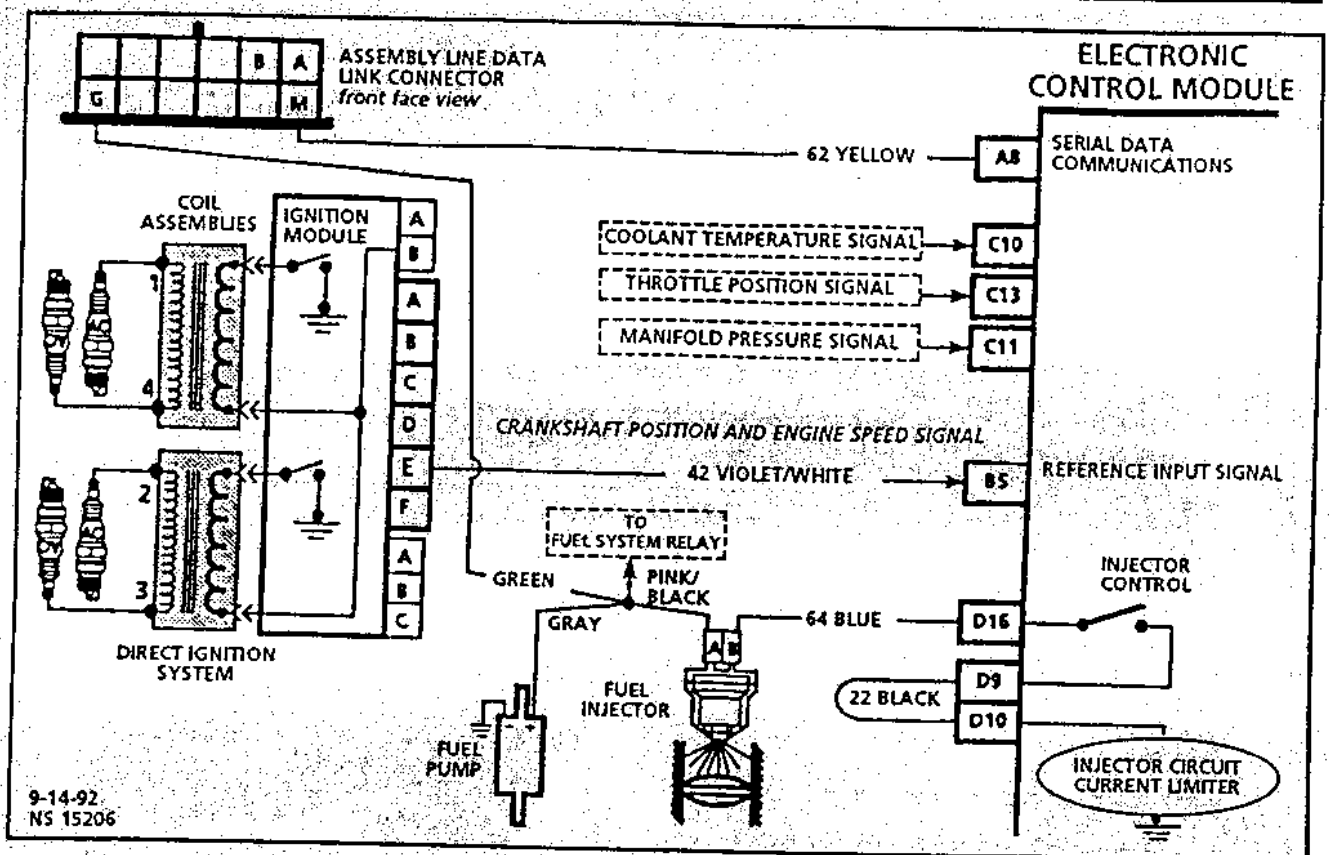 ELECTRONIC
CONTROL MODULE
B A
G M
ASSEMBLY LINE DATA
LINK CONNECTOR
front face view
62 YELLOW
A8
SERIAL DATA
COMMUNICATIONS
COIL
ASSEMBLIES
IGNITION
MODULE
A
B
A
B
C
D
E
F
A
B
C
1
4
2
3
DIRECT IGNITION
SYSTEM
COOLANT TEMPERATURE SIGNAL
C10
THROTTLE POSITION SIGNAL
C13
MANIFOLD PRESSURE SIGNAL
C11
CRANKSHAFT POSITION AND ENGINE SPEED SIGNAL
42 VIOLET/WHITE
B5
REFERENCE INPUT SIGNAL
TO
FUEL SYSTEM RELAY
GREEN
PINK/
BLACK
GRAY
64 BLUE
D16
INJECTOR
CONTROL
A B
FUEL
INJECTOR
22 BLACK
D9
D10
- +
FUEL
PUMP
INJECTOR CIRCUIT
CURRENT LIMITER
9-14-92
NS 15206